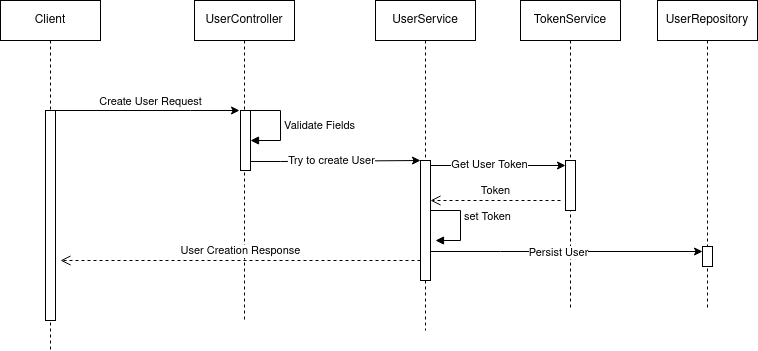 Client
UserController
UserService
TokenService
UserRepository
Create User Request
Validate Fields
Try to create User
Get User Token
Token
set Token
User Creation Response
Persist User